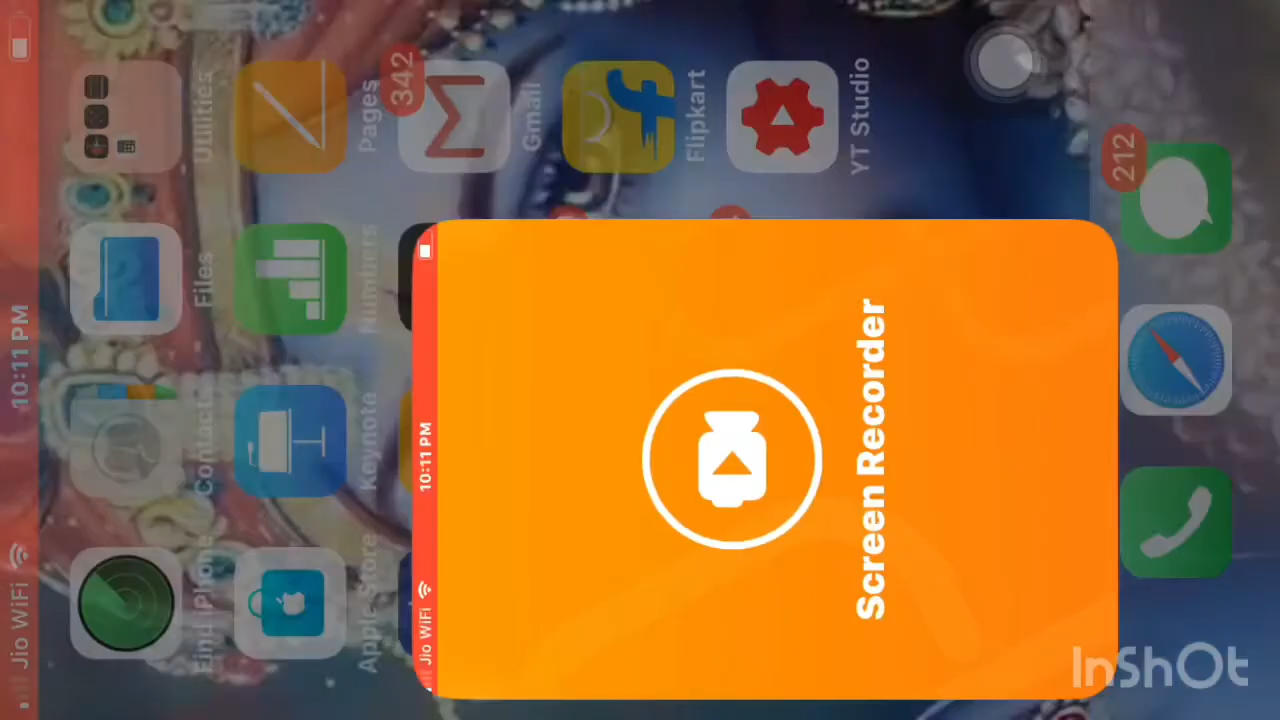 Jio WiFi 10:11 PM
Find iPhone Contacts Files Utilities
Apple Store Keynote Numbers Pages
342
Gmail
Flipkart
YT Studio
Jio WiFi 10:11 PM
Screen Recorder
212
InShOt